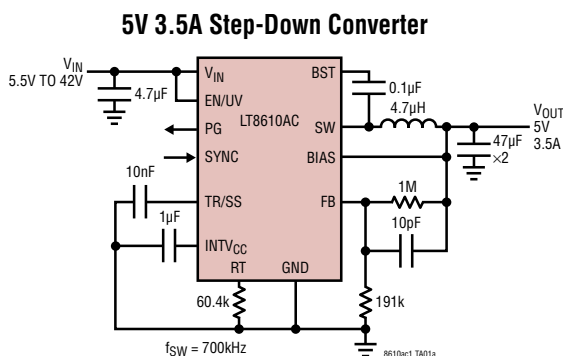 5V 3.5A Step-Down Converter
VIN
5.5V TO 42V
4.7µF
VIN
EN/UV
PG
SYNC
TR/SS
INTVCC
RT
GND
LT8610AC
BST
SW
BIAS
FB
0.1µF
4.7µH
VOUT
5V
3.5A
47µF
×2
1M
10pF
10nF
1µF
60.4k
191k
fSW = 700kHz
8610ac1 TA01a